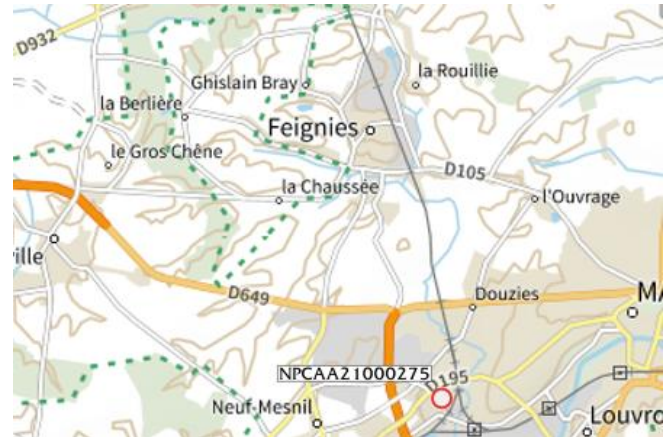 D932
la Rouillie
Ghislain Bray
la Berlière
Feignies
le Gros Chêne
D105
la Chaussée
l'Ouvrage
ille
D649
Douzies
MA
NPCAA21000275
D195
Neuf-Mesnil
Louvro